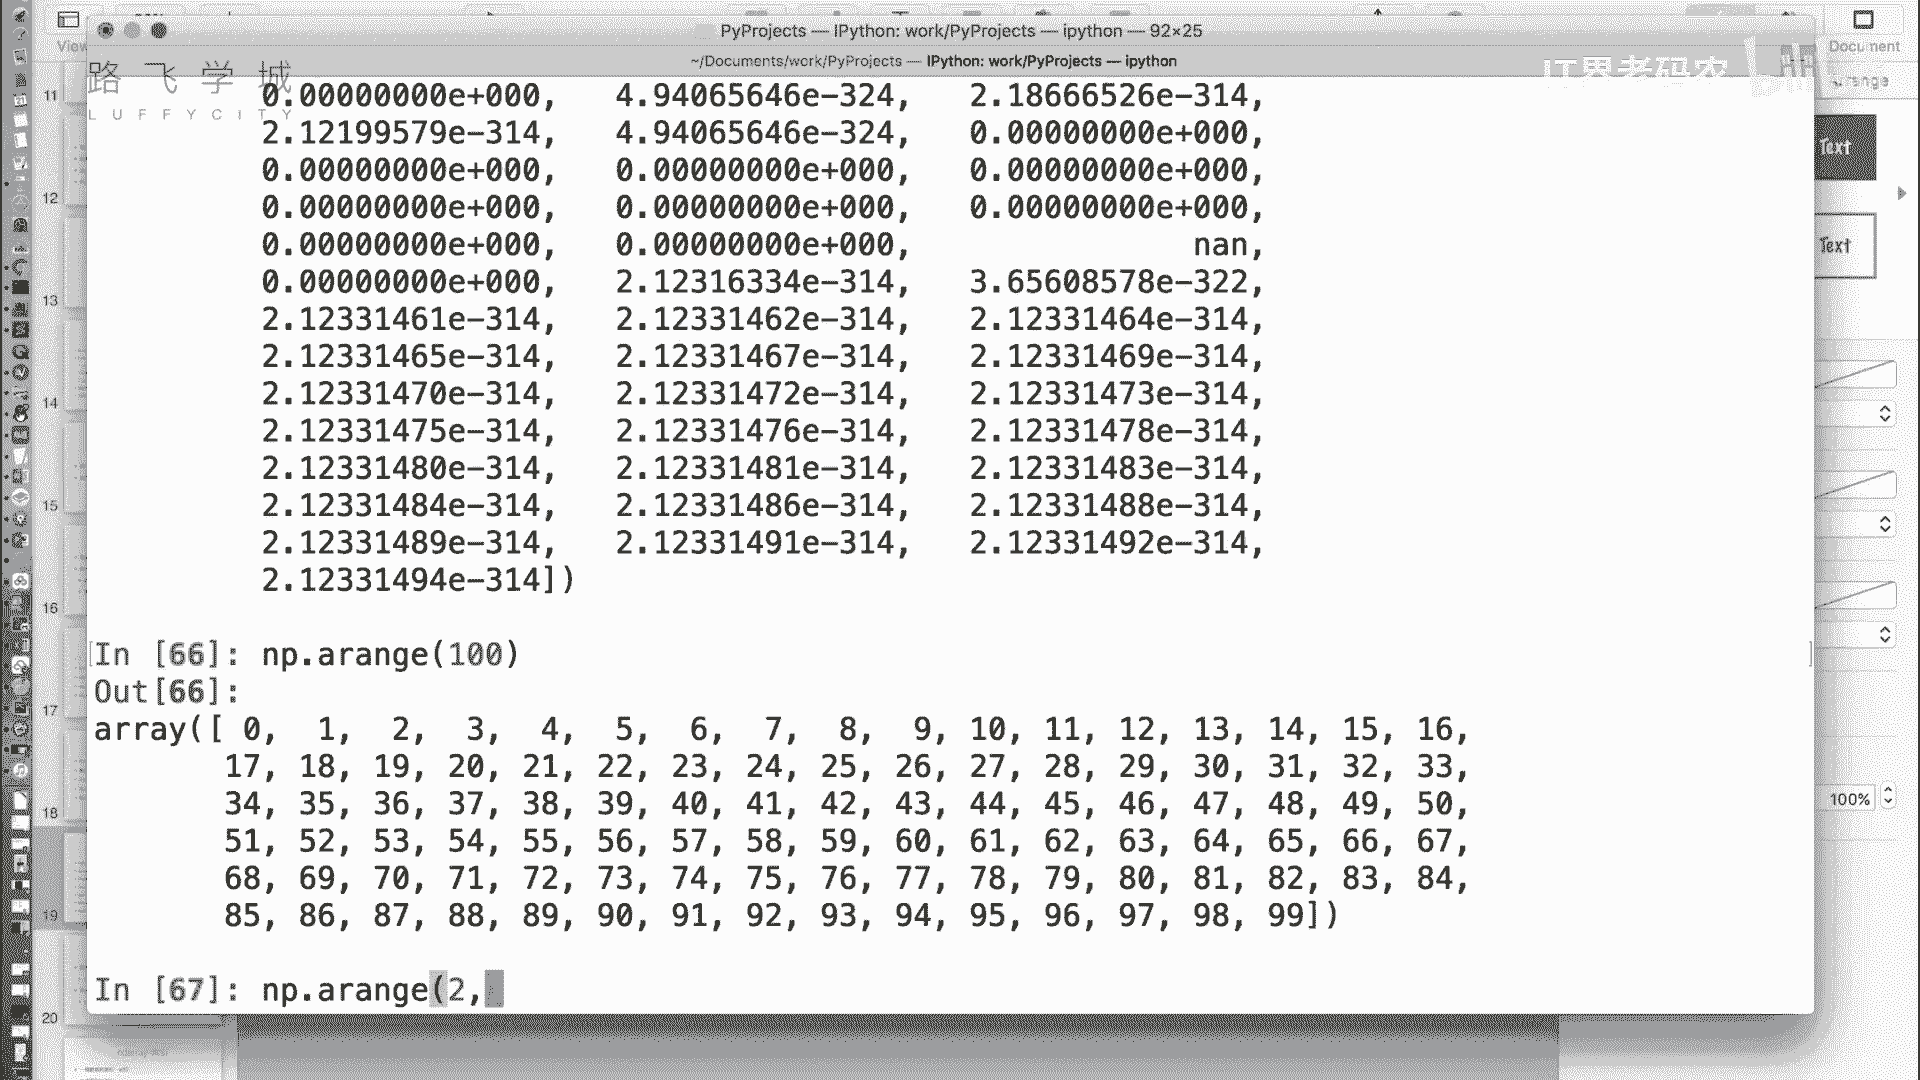 PyProjects — IPython: work/PyProjects — ipython — 92×25
View
Document
~/Documents/work/PyProjects — IPython: work/PyProjects — ipython
路飞学城
LUFFYCITY
IT界老码农
0.00000000e+000, 4.94065646e-324, 2.18666526e-314,
2.12199579e-314, 4.94065646e-324, 0.00000000e+000,
0.00000000e+000, 0.00000000e+000, 0.00000000e+000,
0.00000000e+000, 0.00000000e+000, 0.00000000e+000,
0.00000000e+000, 0.00000000e+000, nan,
0.00000000e+000, 2.12316334e-314, 3.65608578e-322,
2.12331461e-314, 2.12331462e-314, 2.12331464e-314,
2.12331465e-314, 2.12331467e-314, 2.12331469e-314,
2.12331470e-314, 2.12331472e-314, 2.12331473e-314,
2.12331475e-314, 2.12331476e-314, 2.12331478e-314,
2.12331480e-314, 2.12331481e-314, 2.12331483e-314,
2.12331484e-314, 2.12331486e-314, 2.12331488e-314,
2.12331489e-314, 2.12331491e-314, 2.12331492e-314,
2.12331494e-314])
In [66]: np.arange(100)
Out[66]:
array([ 0, 1, 2, 3, 4, 5, 6, 7, 8, 9, 10, 11, 12, 13, 14, 15, 16,
17, 18, 19, 20, 21, 22, 23, 24, 25, 26, 27, 28, 29, 30, 31, 32, 33,
34, 35, 36, 37, 38, 39, 40, 41, 42, 43, 44, 45, 46, 47, 48, 49, 50,
51, 52, 53, 54, 55, 56, 57, 58, 59, 60, 61, 62, 63, 64, 65, 66, 67,
68, 69, 70, 71, 72, 73, 74, 75, 76, 77, 78, 79, 80, 81, 82, 83, 84,
85, 86, 87, 88, 89, 90, 91, 92, 93, 94, 95, 96, 97, 98, 99])
In [67]: np.arange(2,
11
12
13
14
15
16
17
18
19
20
Text
Text
100%